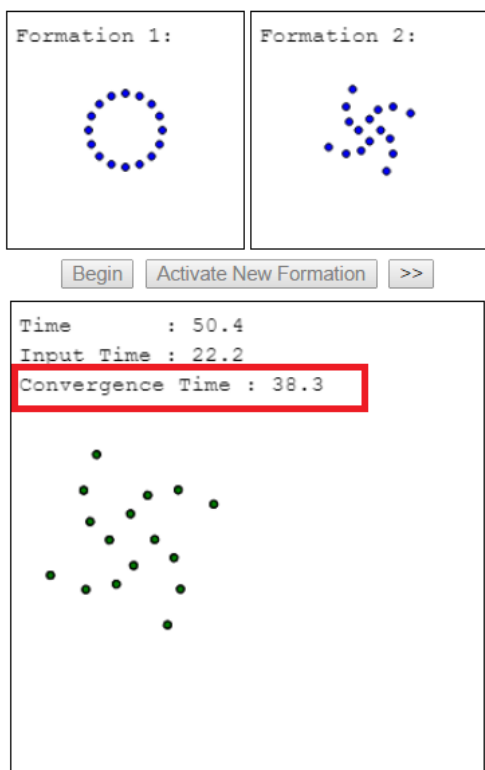 Formation 1:
Formation 2:
Begin
Activate New Formation
>>
Time : 50.4
Input Time : 22.2
Convergence Time : 38.3